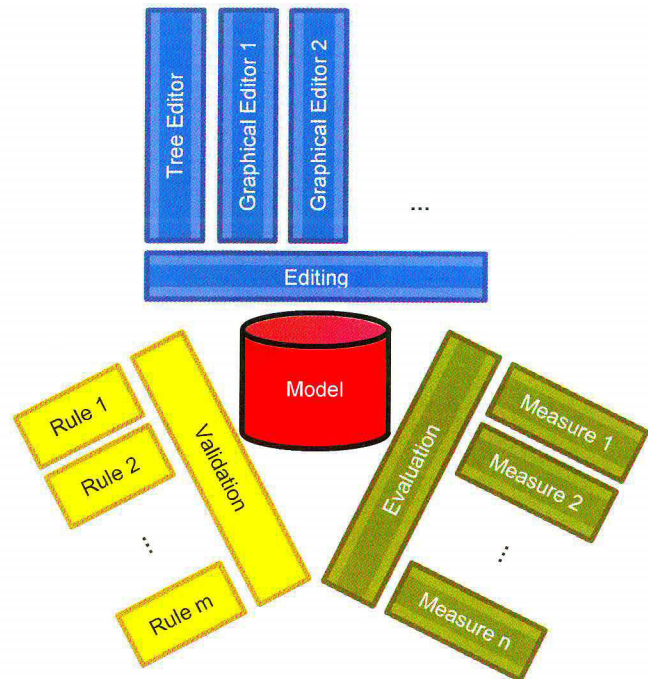 Tree Editor
Graphical Editor 1
Graphical Editor 2
...
Editing
Model
Validation
Rule 1
Rule 2
...
Rule m
Evaluation
Measure 1
Measure 2
...
Measure n